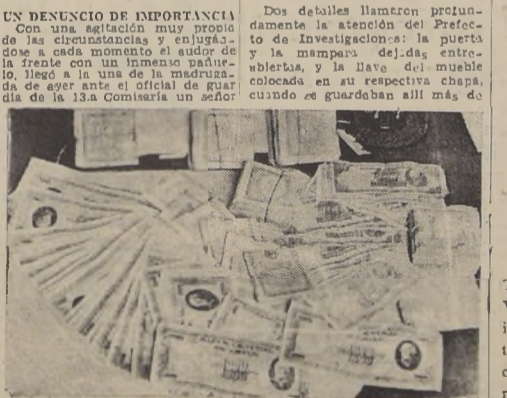 UN DENUNCIO DE IMPORTANCIA
Con una agitación muy propia
de las circunstancias y enjugán-
dose a cada momento el sudor de
la frente con un inmenso pañue-
lo, llegó a la una de la madruga-
da de ayer ante el oficial de guar
dia de la 13.a Comisaría un señor
Dos detalles llamaron profun-
damente la atención del Prefec-
to de Investigaciones: la puerta
y la mampara dejadas entre-
abiertas, y la llave del mueble
colocada en su respectiva chapa,
cuando se guardaban allí más de